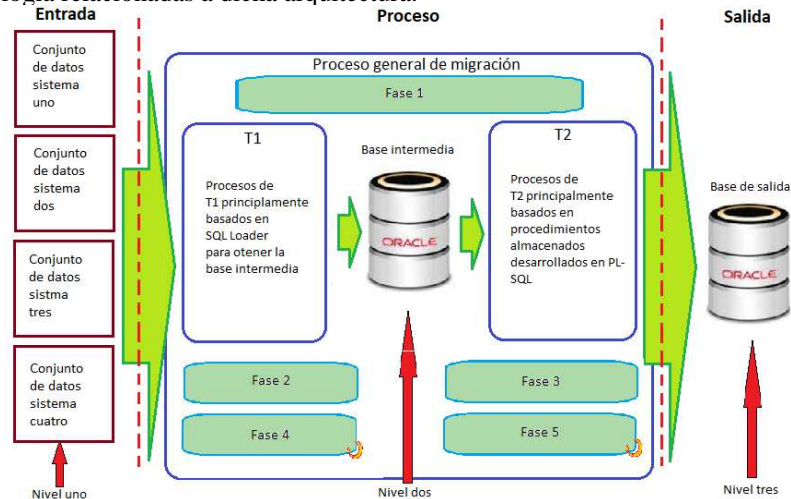 logía relacionadas a dicha arquitectura.
Entrada
Proceso
Salida
Conjunto
de datos
sistema
uno
Conjunto
de datos
sistema
dos
Conjunto
de datos
sistma
tres
Conjunto
de datos
sistema
cuatro
Nivel uno
Proceso general de migración
Fase 1
T1
Procesos de
T1 principlamente
basados en
SQL Loader
para otener la
base intermedia
Base intermedia
ORACLE
T2
Procesos de
T2 principalmente
basados en
procedimientos
almacenados
desarrollados en PL-
SQL
Fase 2
Fase 3
Fase 4
Fase 5
Nivel dos
Base de salida
ORACLE
Nivel tres